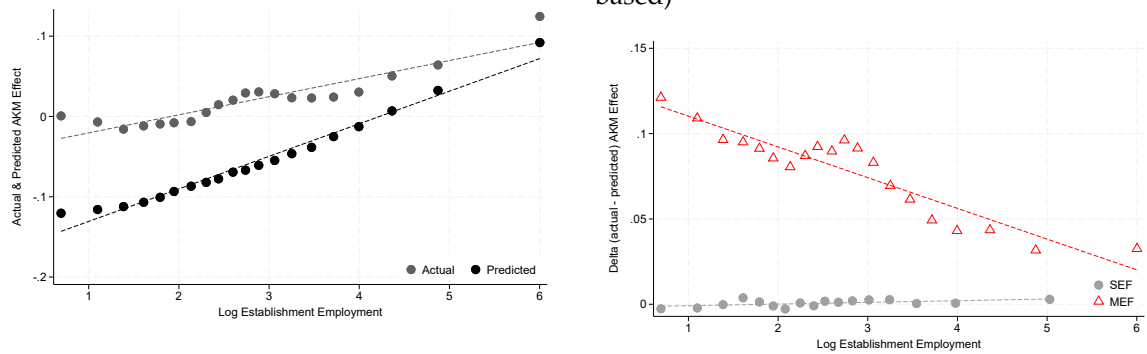 based)
.1
0
-.1
-.2
Actual & Predicted AKM Effect
Actual Predicted
1 2 3 4 5 6
Log Establishment Employment
.15
.1
.05
0
Delta (actual - predicted) AKM Effect
SEF
MEF
1 2 3 4 5 6
Log Establishment Employment